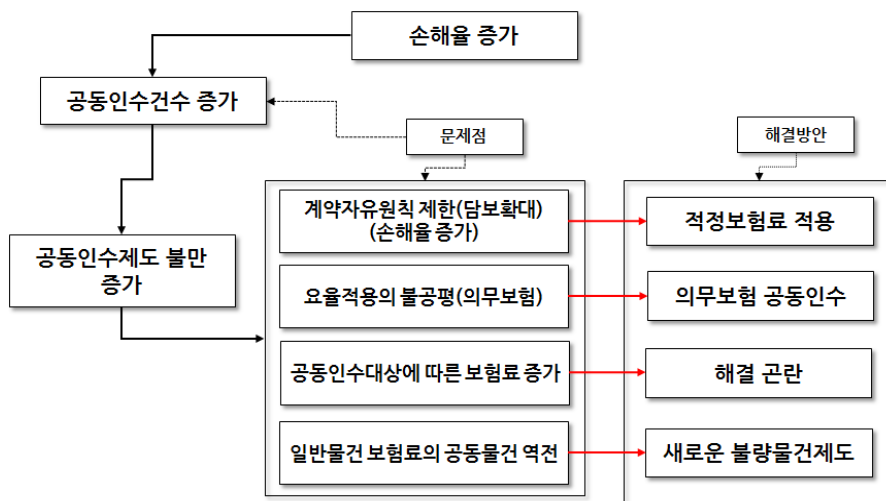 손해율 증가
공동인수건수 증가
문제점
해결방안
계약자유원칙 제한(담보확대)
(손해율 증가)
적정보험료 적용
공동인수제도 불만
증가
요율적용의 불공평(의무보험)
의무보험 공동인수
공동인수대상에 따른 보험료 증가
해결 곤란
일반물건 보험료의 공동물건 역전
새로운 불량물건제도